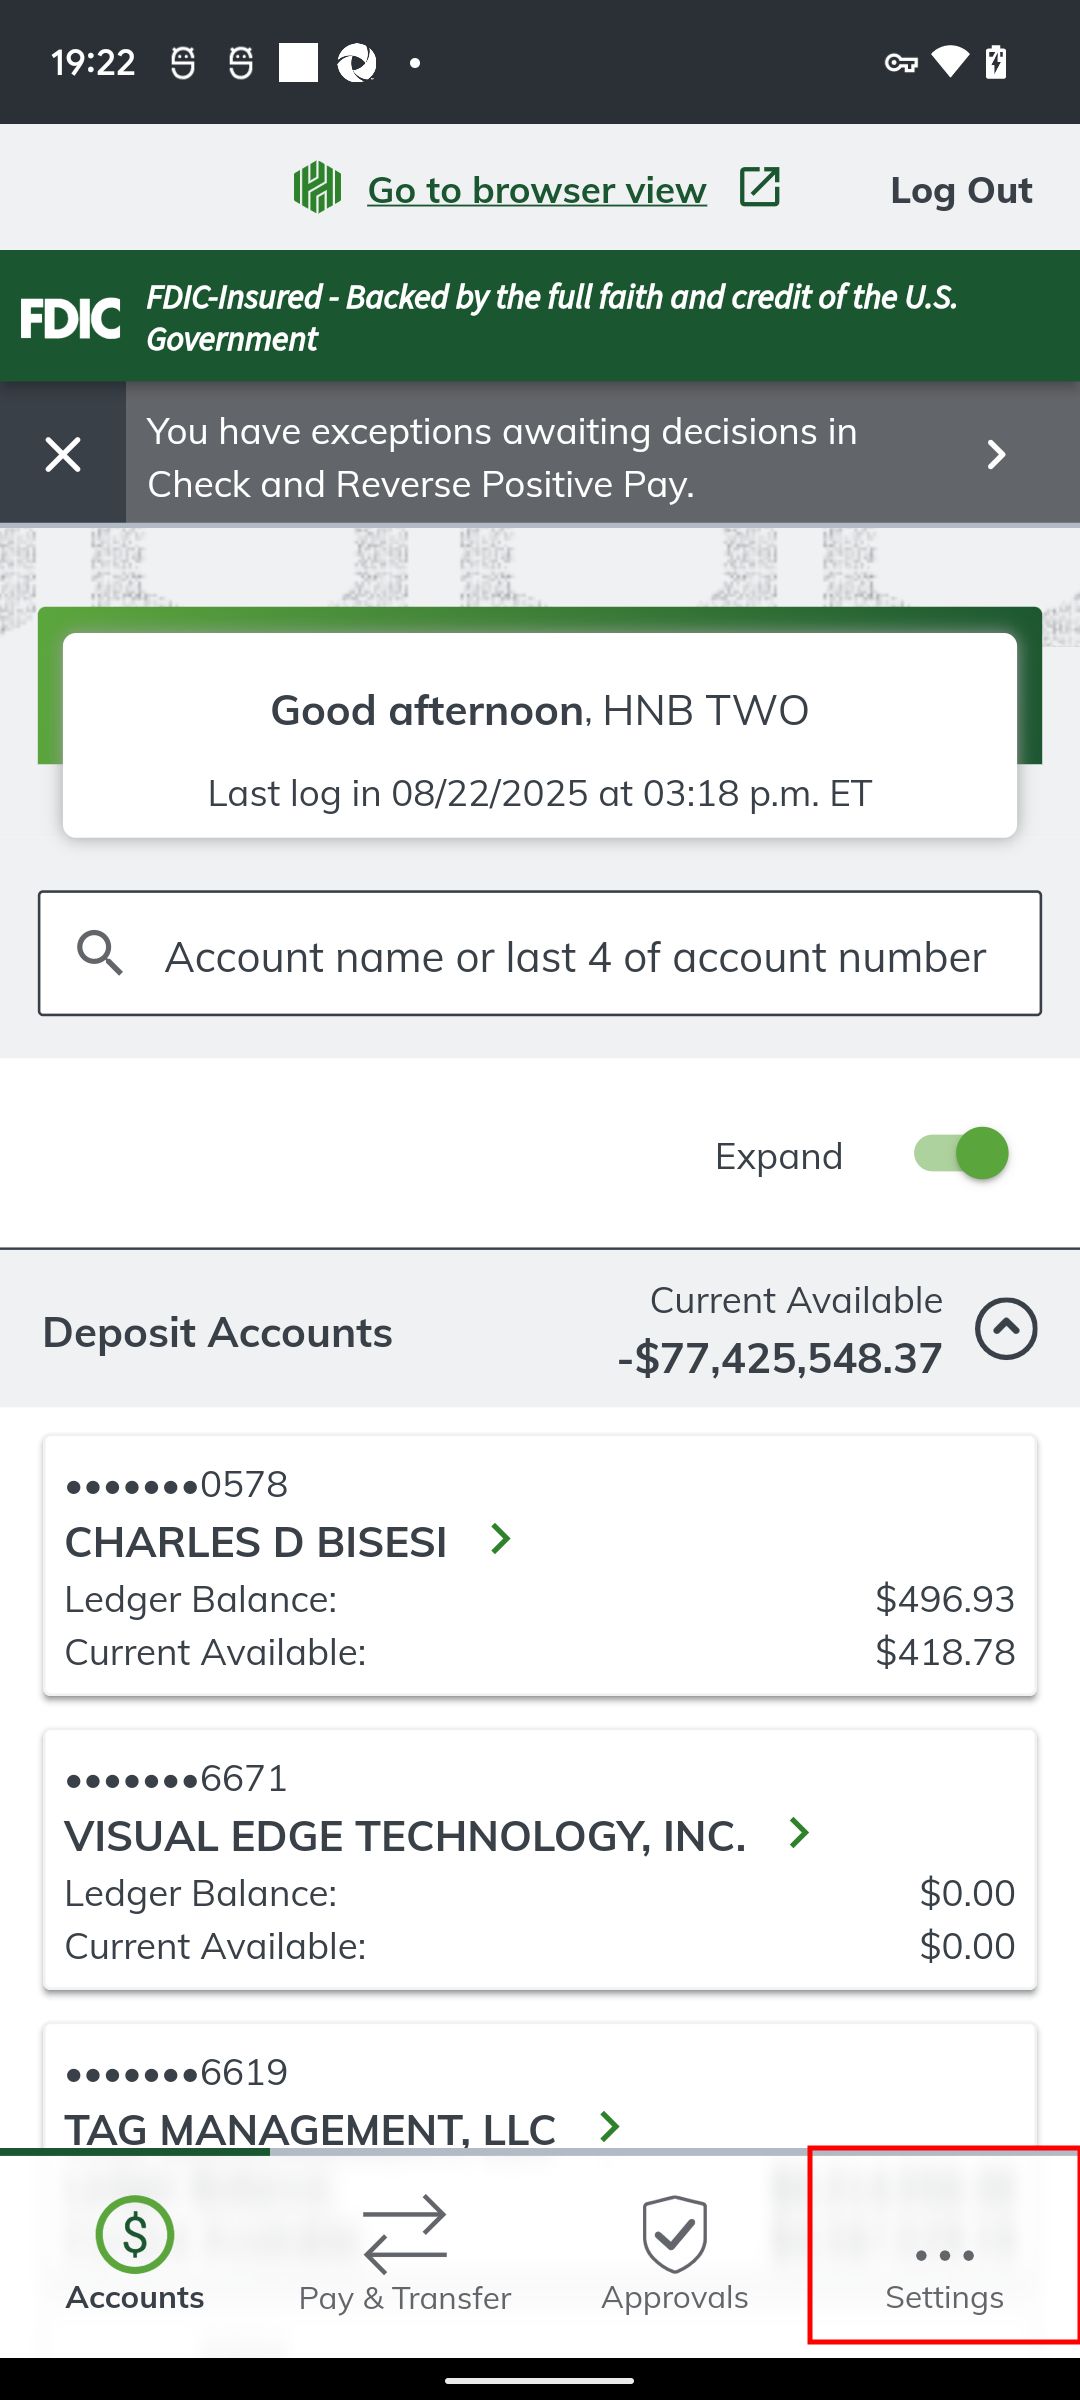 19:22
Go to browser view
Log Out
FDIC
FDIC-Insured - Backed by the full faith and credit of the U.S.
Government
You have exceptions awaiting decisions in
Check and Reverse Positive Pay.
Good afternoon, HNB TWO
Last log in 08/22/2025 at 03:18 p.m. ET
Account name or last 4 of account number
Expand
Deposit Accounts
Current Available
-$77,425,548.37
•••••••0578
CHARLES D BISESI
Ledger Balance: $496.93
Current Available: $418.78
•••••••6671
VISUAL EDGE TECHNOLOGY, INC.
Ledger Balance: $0.00
Current Available: $0.00
•••••••6619
TAG MANAGEMENT, LLC
Accounts
Pay & Transfer
Approvals
Settings